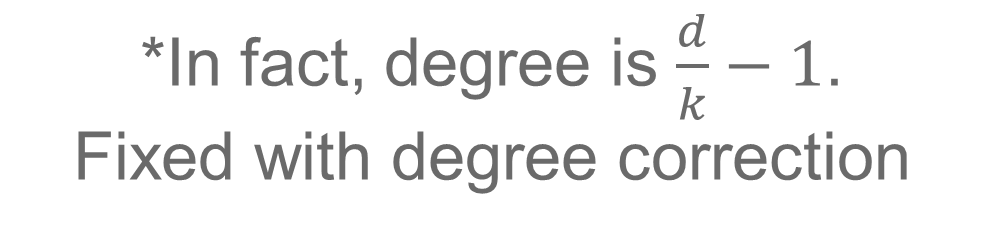 *In fact, degree is d/k − 1.
Fixed with degree correction